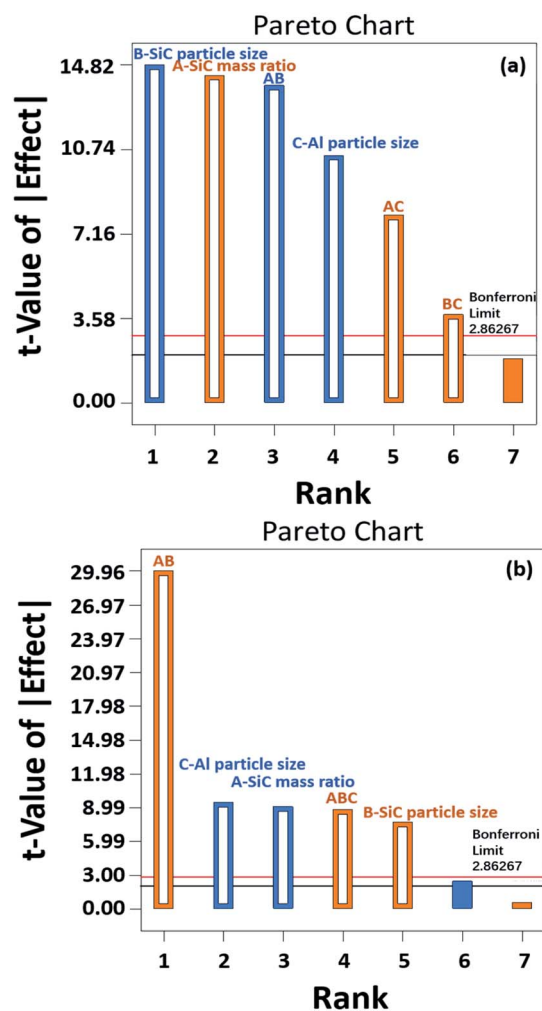 Pareto Chart
(a)
t-Value of |Effect|
14.82
10.74
7.16
3.58
0.00
B-SiC particle size
A-SiC mass ratio
AB
C-Al particle size
AC
BC
Bonferroni
Limit
2.86267
1 2 3 4 5 6 7
Rank
Pareto Chart
(b)
t-Value of |Effect|
29.96
26.97
23.97
20.97
17.98
14.98
11.98
8.99
5.99
3.00
0.00
AB
C-Al particle size
A-SiC mass ratio
ABC
B-SiC particle size
Bonferroni
Limit
2.86267
1 2 3 4 5 6 7
Rank